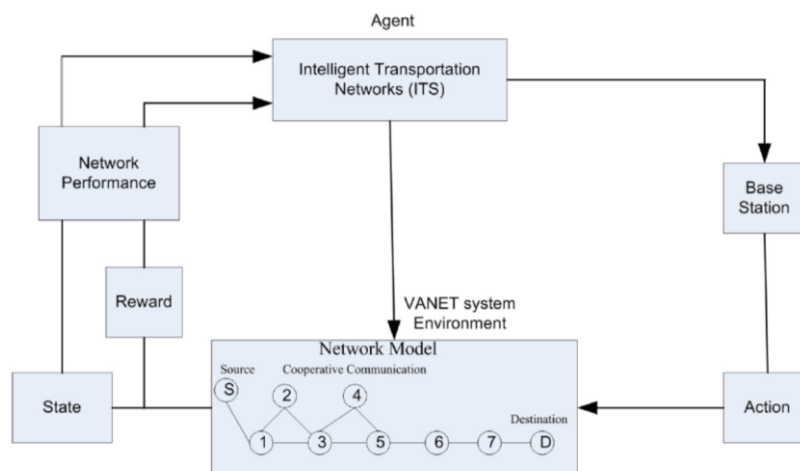 Agent
Intelligent Transportation
Networks (ITS)
Network
Performance
Base
Station
Reward
VANET system
Environment
Network Model
Source
Cooperative Communication
S
2
4
Destination
1
3
5
6
7
D
State
Action